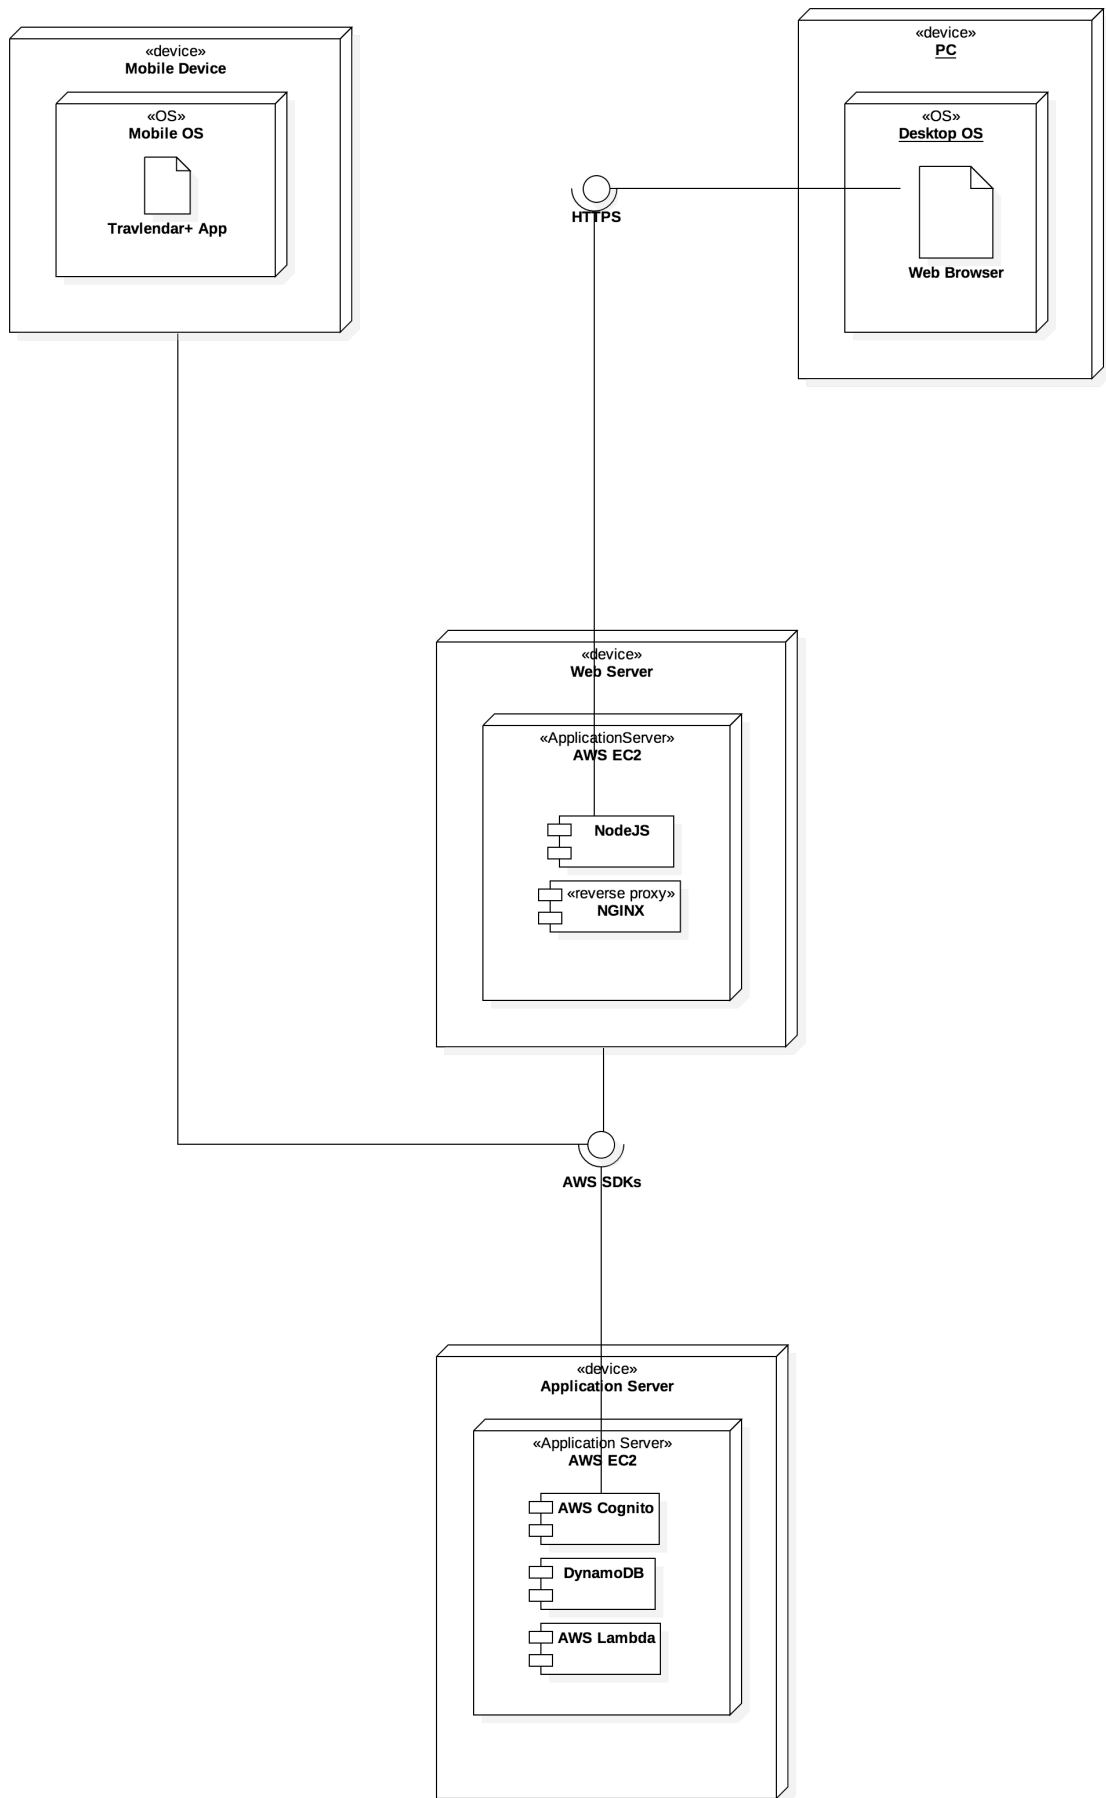 «device»
Mobile Device
«OS»
Mobile OS
Travlendar+ App
«device»
PC
«OS»
Desktop OS
Web Browser
HTTPS
«device»
Web Server
«ApplicationServer»
AWS EC2
NodeJS
«reverse proxy»
NGINX
AWS SDKs
«device»
Application Server
«Application Server»
AWS EC2
AWS Cognito
DynamoDB
AWS Lambda